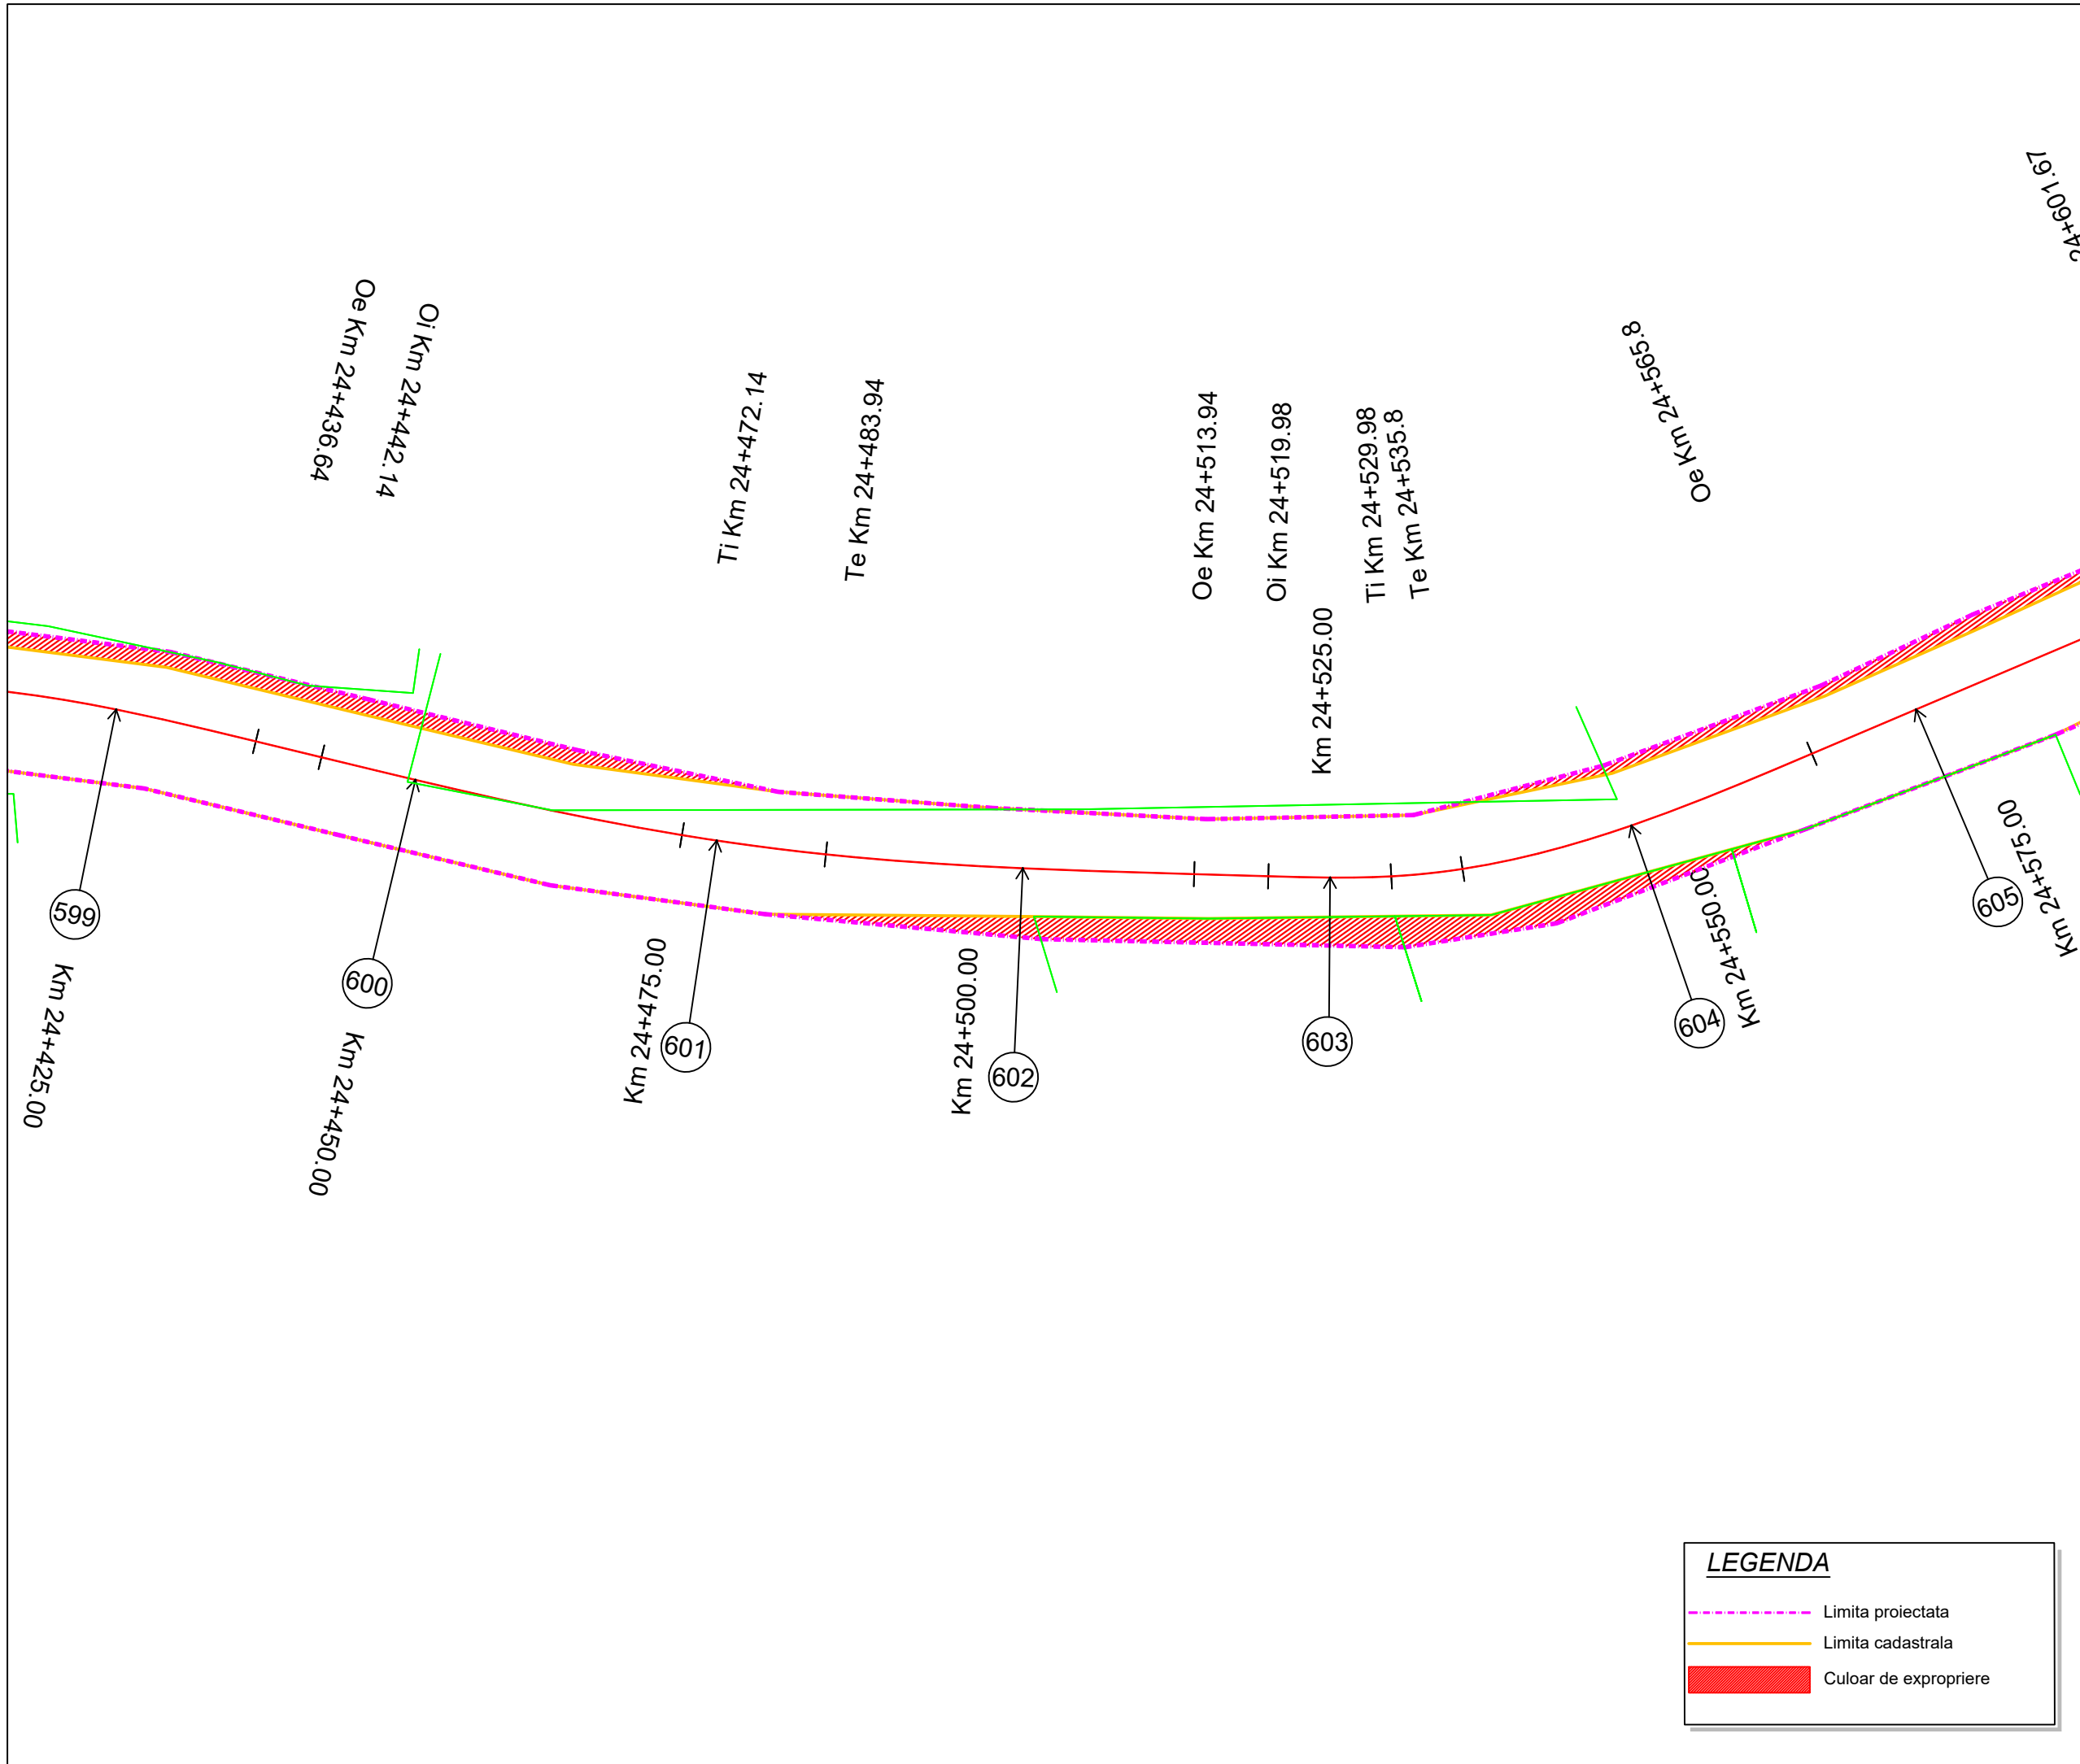 24+601.67
Oe Km 24+436.64
Oi Km 24+442.14
Ti Km 24+472.14
Te Km 24+483.94
Oe Km 24+513.94
Oi Km 24+519.98
Ti Km 24+529.98
Te Km 24+535.8
Oe Km 24+565.8
Km 24+525.00
599
600
601
602
603
604
605
Km 24+425.00
Km 24+450.00
Km 24+475.00
Km 24+500.00
Km 24+550.00
Km 24+575.00
LEGENDA
Limita proiectata
Limita cadastrala
Culoar de expropriere